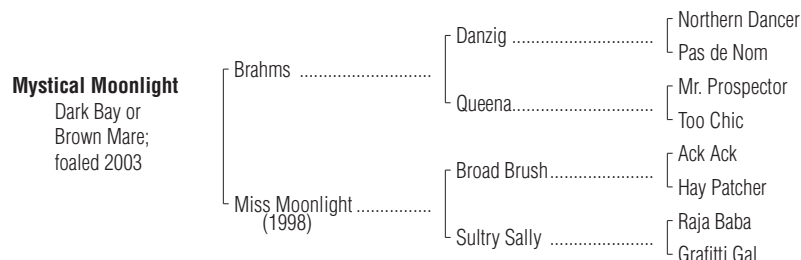 Mystical Moonlight
Dark Bay or
Brown Mare;
foaled 2003
Brahms ..............................
Miss Moonlight .................
(1998)
Danzig ................................
Queena................................
Broad Brush.......................
Sultry Sally .......................
Northern Dancer
Pas de Nom
Mr. Prospector
Too Chic
Ack Ack
Hay Patcher
Raja Baba
Grafitti Gal